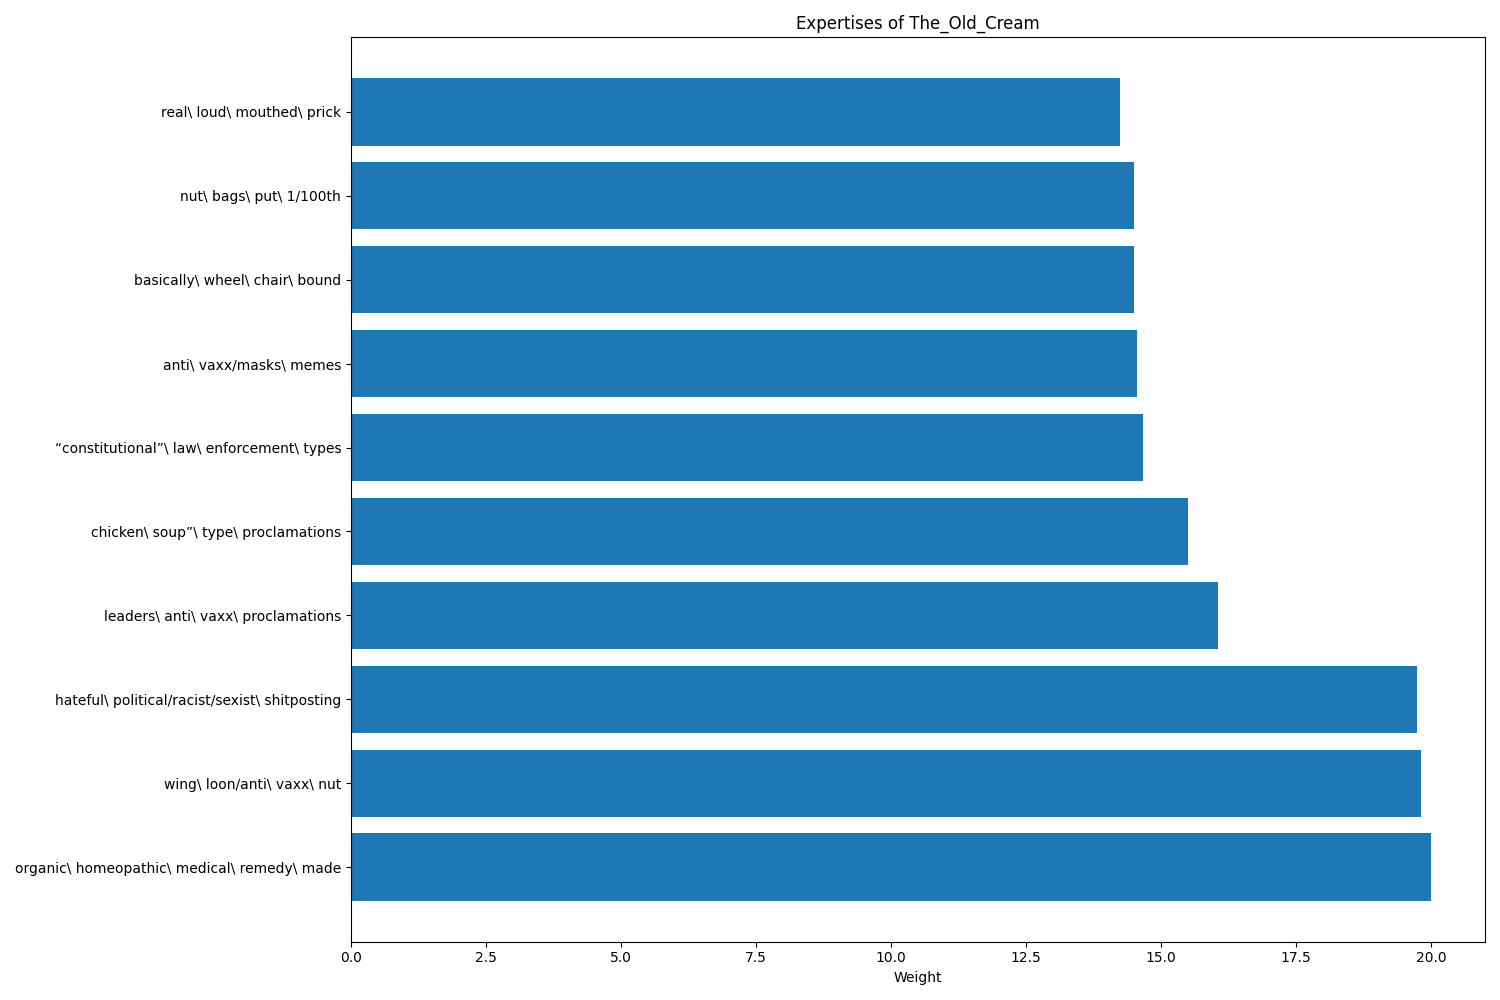 Expertises of The_Old_Cream
real\ loud\ mouthed\ prick
nut\ bags\ put\ 1/100th
basically\ wheel\ chair\ bound
anti\ vaxx/masks\ memes
“constitutional”\ law\ enforcement\ types
chicken\ soup”\ type\ proclamations
leaders\ anti\ vaxx\ proclamations
hateful\ political/racist/sexist\ shitposting
wing\ loon/anti\ vaxx\ nut
organic\ homeopathic\ medical\ remedy\ made
0.0 2.5 5.0 7.5 10.0 12.5 15.0 17.5 20.0
Weight